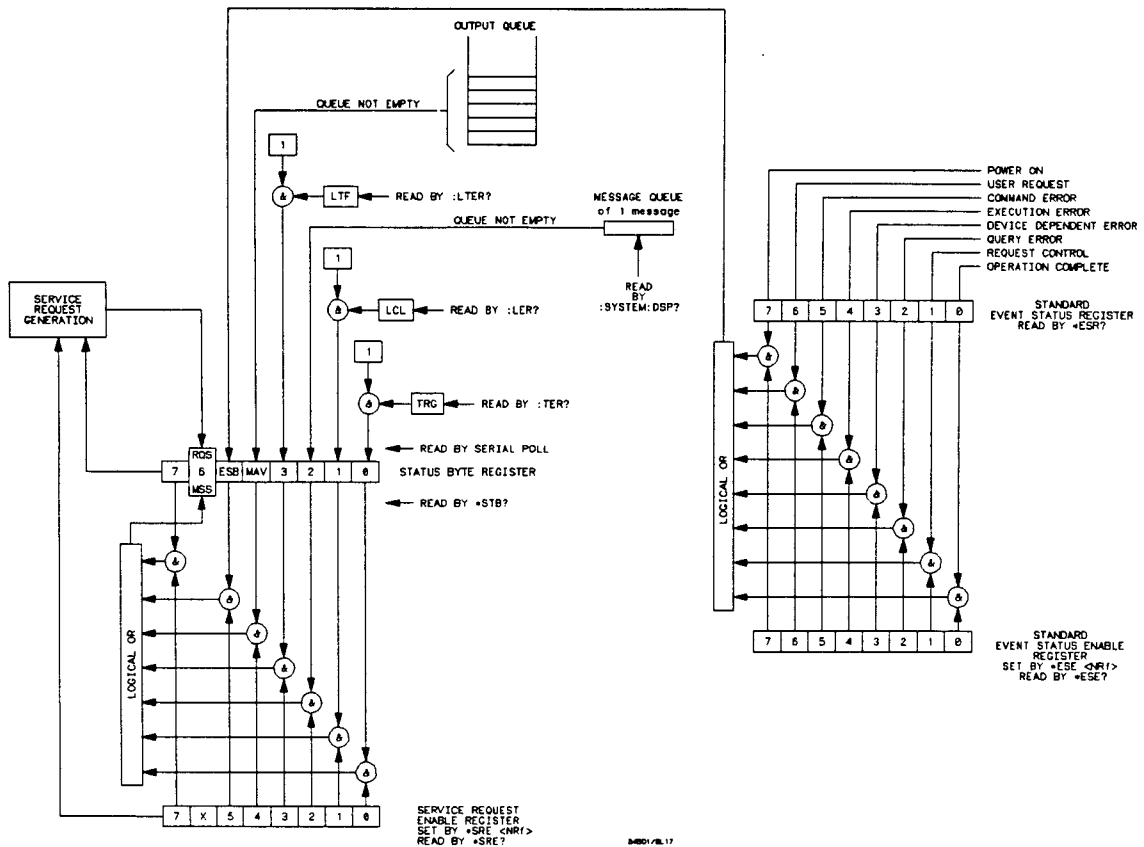 OUTPUT QUEUE
QUEUE NOT EMPTY
1
&
LTF
READ BY :LTER?
MESSAGE QUEUE
of 1 message
QUEUE NOT EMPTY
READ
BY
:SYSTEM:DSP?
1
&
LCL
READ BY :LER?
1
&
TRG
READ BY :TER?
SERVICE
REQUEST
GENERATION
READ BY SERIAL POLL
RQS
7 6 ESB MAV 3 2 1 0
MSS
STATUS BYTE REGISTER
READ BY *STB?
LOGICAL OR
&
&
&
&
&
&
&
7 X 5 4 3 2 1 0
SERVICE REQUEST
ENABLE REGISTER
SET BY *SRE <NRf>
READ BY *SRE?
POWER ON
USER REQUEST
COMMAND ERROR
EXECUTION ERROR
DEVICE DEPENDENT ERROR
QUERY ERROR
REQUEST CONTROL
OPERATION COMPLETE
7 6 5 4 3 2 1 0
STANDARD
EVENT STATUS REGISTER
READ BY *ESR?
LOGICAL OR
&
&
&
&
&
&
&
&
7 6 5 4 3 2 1 0
STANDARD
EVENT STATUS ENABLE
REGISTER
SET BY *ESE <NRf>
READ BY *ESE?